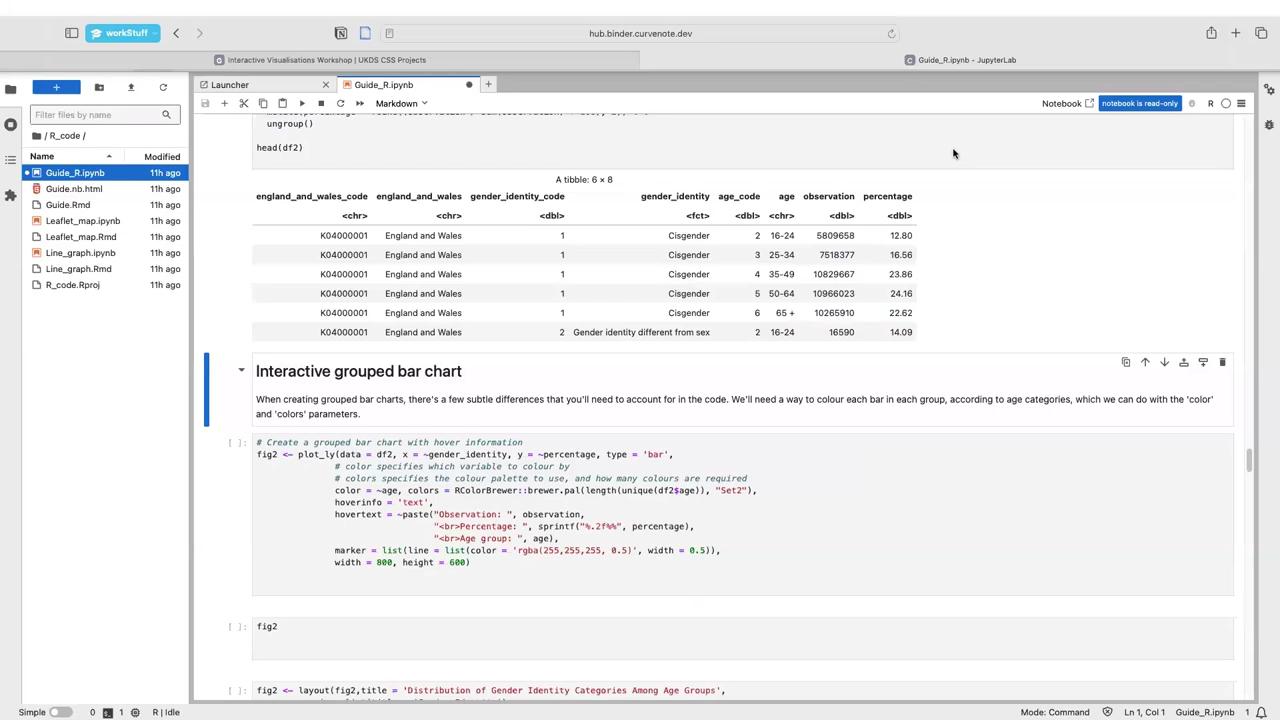 workStuff
hub.binder.curvenote.dev
Interactive Visualisations Workshop | UKDS CSS Projects
Guide_R.ipynb - JupyterLab
Launcher
Guide_R.ipynb
Markdown
Notebook
notebook is read-only
R
Filter files by name
/ R_code /
Name Modified
Guide_R.ipynb 11h ago
Guide.nb.html 11h ago
Guide.Rmd 11h ago
Leaflet_map.ipynb 11h ago
Leaflet_map.Rmd 11h ago
Line_graph.ipynb 11h ago
Line_graph.Rmd 11h ago
R_code.Rproj 11h ago
ungroup()
head(df2)
A tibble: 6 × 8
england_and_wales_code england_and_wales gender_identity_code gender_identity age_code age observation percentage
<chr> <chr> <dbl> <fct> <dbl> <chr> <dbl> <dbl>
K04000001 England and Wales 1 Cisgender 2 16-24 5809658 12.80
K04000001 England and Wales 1 Cisgender 3 25-34 7518377 16.56
K04000001 England and Wales 1 Cisgender 4 35-49 10829667 23.86
K04000001 England and Wales 1 Cisgender 5 50-64 10966023 24.16
K04000001 England and Wales 1 Cisgender 6 65 + 10265910 22.62
K04000001 England and Wales 2 Gender identity different from sex 2 16-24 16590 14.09
Interactive grouped bar chart
When creating grouped bar charts, there's a few subtle differences that you'll need to account for in the code. We'll need a way to colour each bar in each group, according to age categories, which we can do with the 'color'
and 'colors' parameters.
[ ]: # Create a grouped bar chart with hover information
fig2 <- plot_ly(data = df2, x = ~gender_identity, y = ~percentage, type = 'bar',
# color specifies which variable to colour by
# colors specifies the colour palette to use, and how many colours are required
color = ~age, colors = RColorBrewer::brewer.pal(length(unique(df2$age)), "Set2"),
hoverinfo = 'text',
hovertext = ~paste("Observation: ", observation,
"<br>Percentage: ", sprintf("%.2f%%", percentage),
"<br>Age group: ", age),
marker = list(line = list(color = 'rgba(255,255,255, 0.5)', width = 0.5)),
width = 800, height = 600)
[ ]: fig2
[ ]: fig2 <- layout(fig2,title = 'Distribution of Gender Identity Categories Among Age Groups',
Simple 0 1 R | Idle
Mode: Command Ln 1, Col 1 Guide_R.ipynb 1